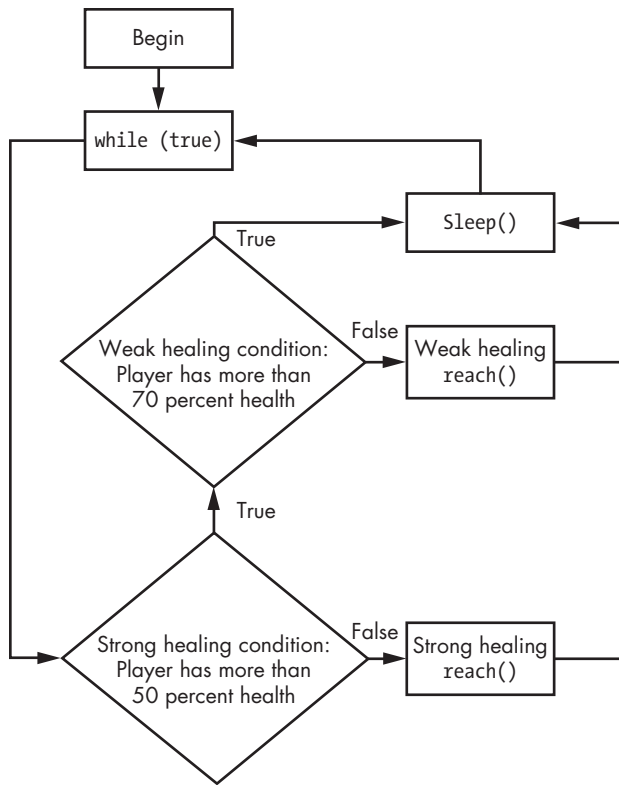 Begin
while (true)
Sleep()
True
Weak healing condition:
Player has more than
70 percent health
False
Weak healing
reach()
True
Strong healing condition:
Player has more than
50 percent health
False
Strong healing
reach()